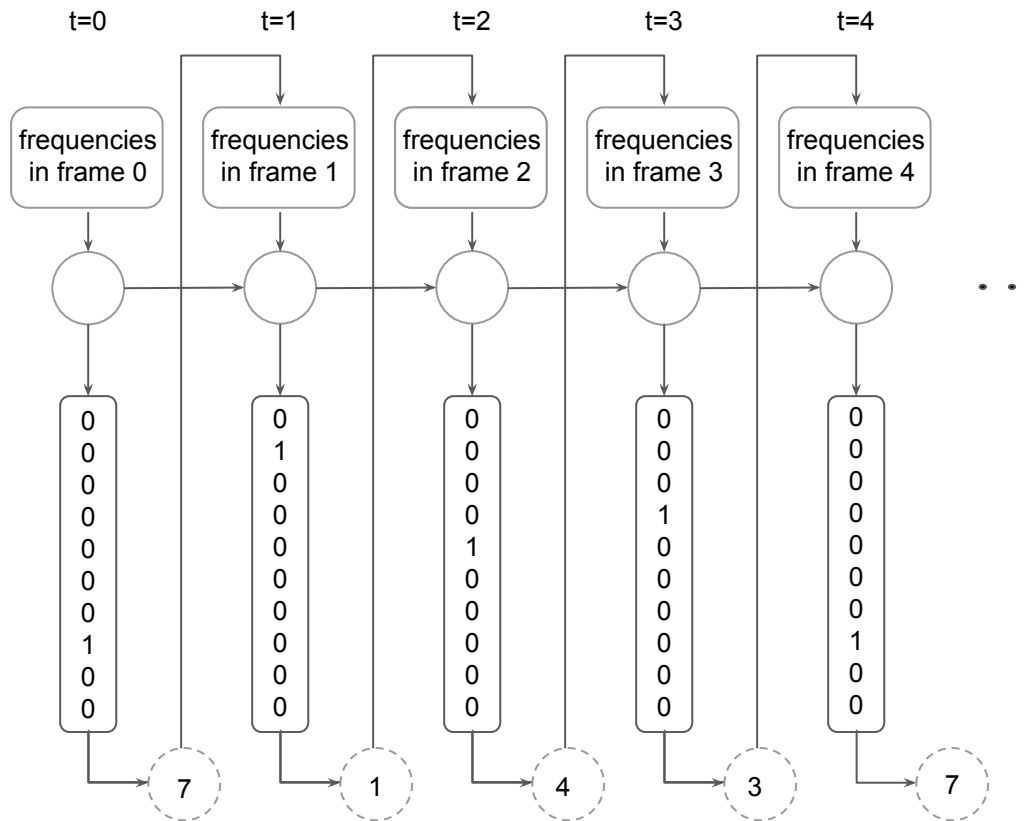 t=0 t=1 t=2 t=3 t=4
frequencies in frame 0
frequencies in frame 1
frequencies in frame 2
frequencies in frame 3
frequencies in frame 4
0 0 0 0 0
0 1 0 0 0
0 0 0 0 0
0 0 0 1 0
0 0 1 0 0
0 0 0 0 0
0 0 0 0 0
1 0 0 0 1
0 0 0 0 0
0 0 0 0 0
7 1 4 3 7